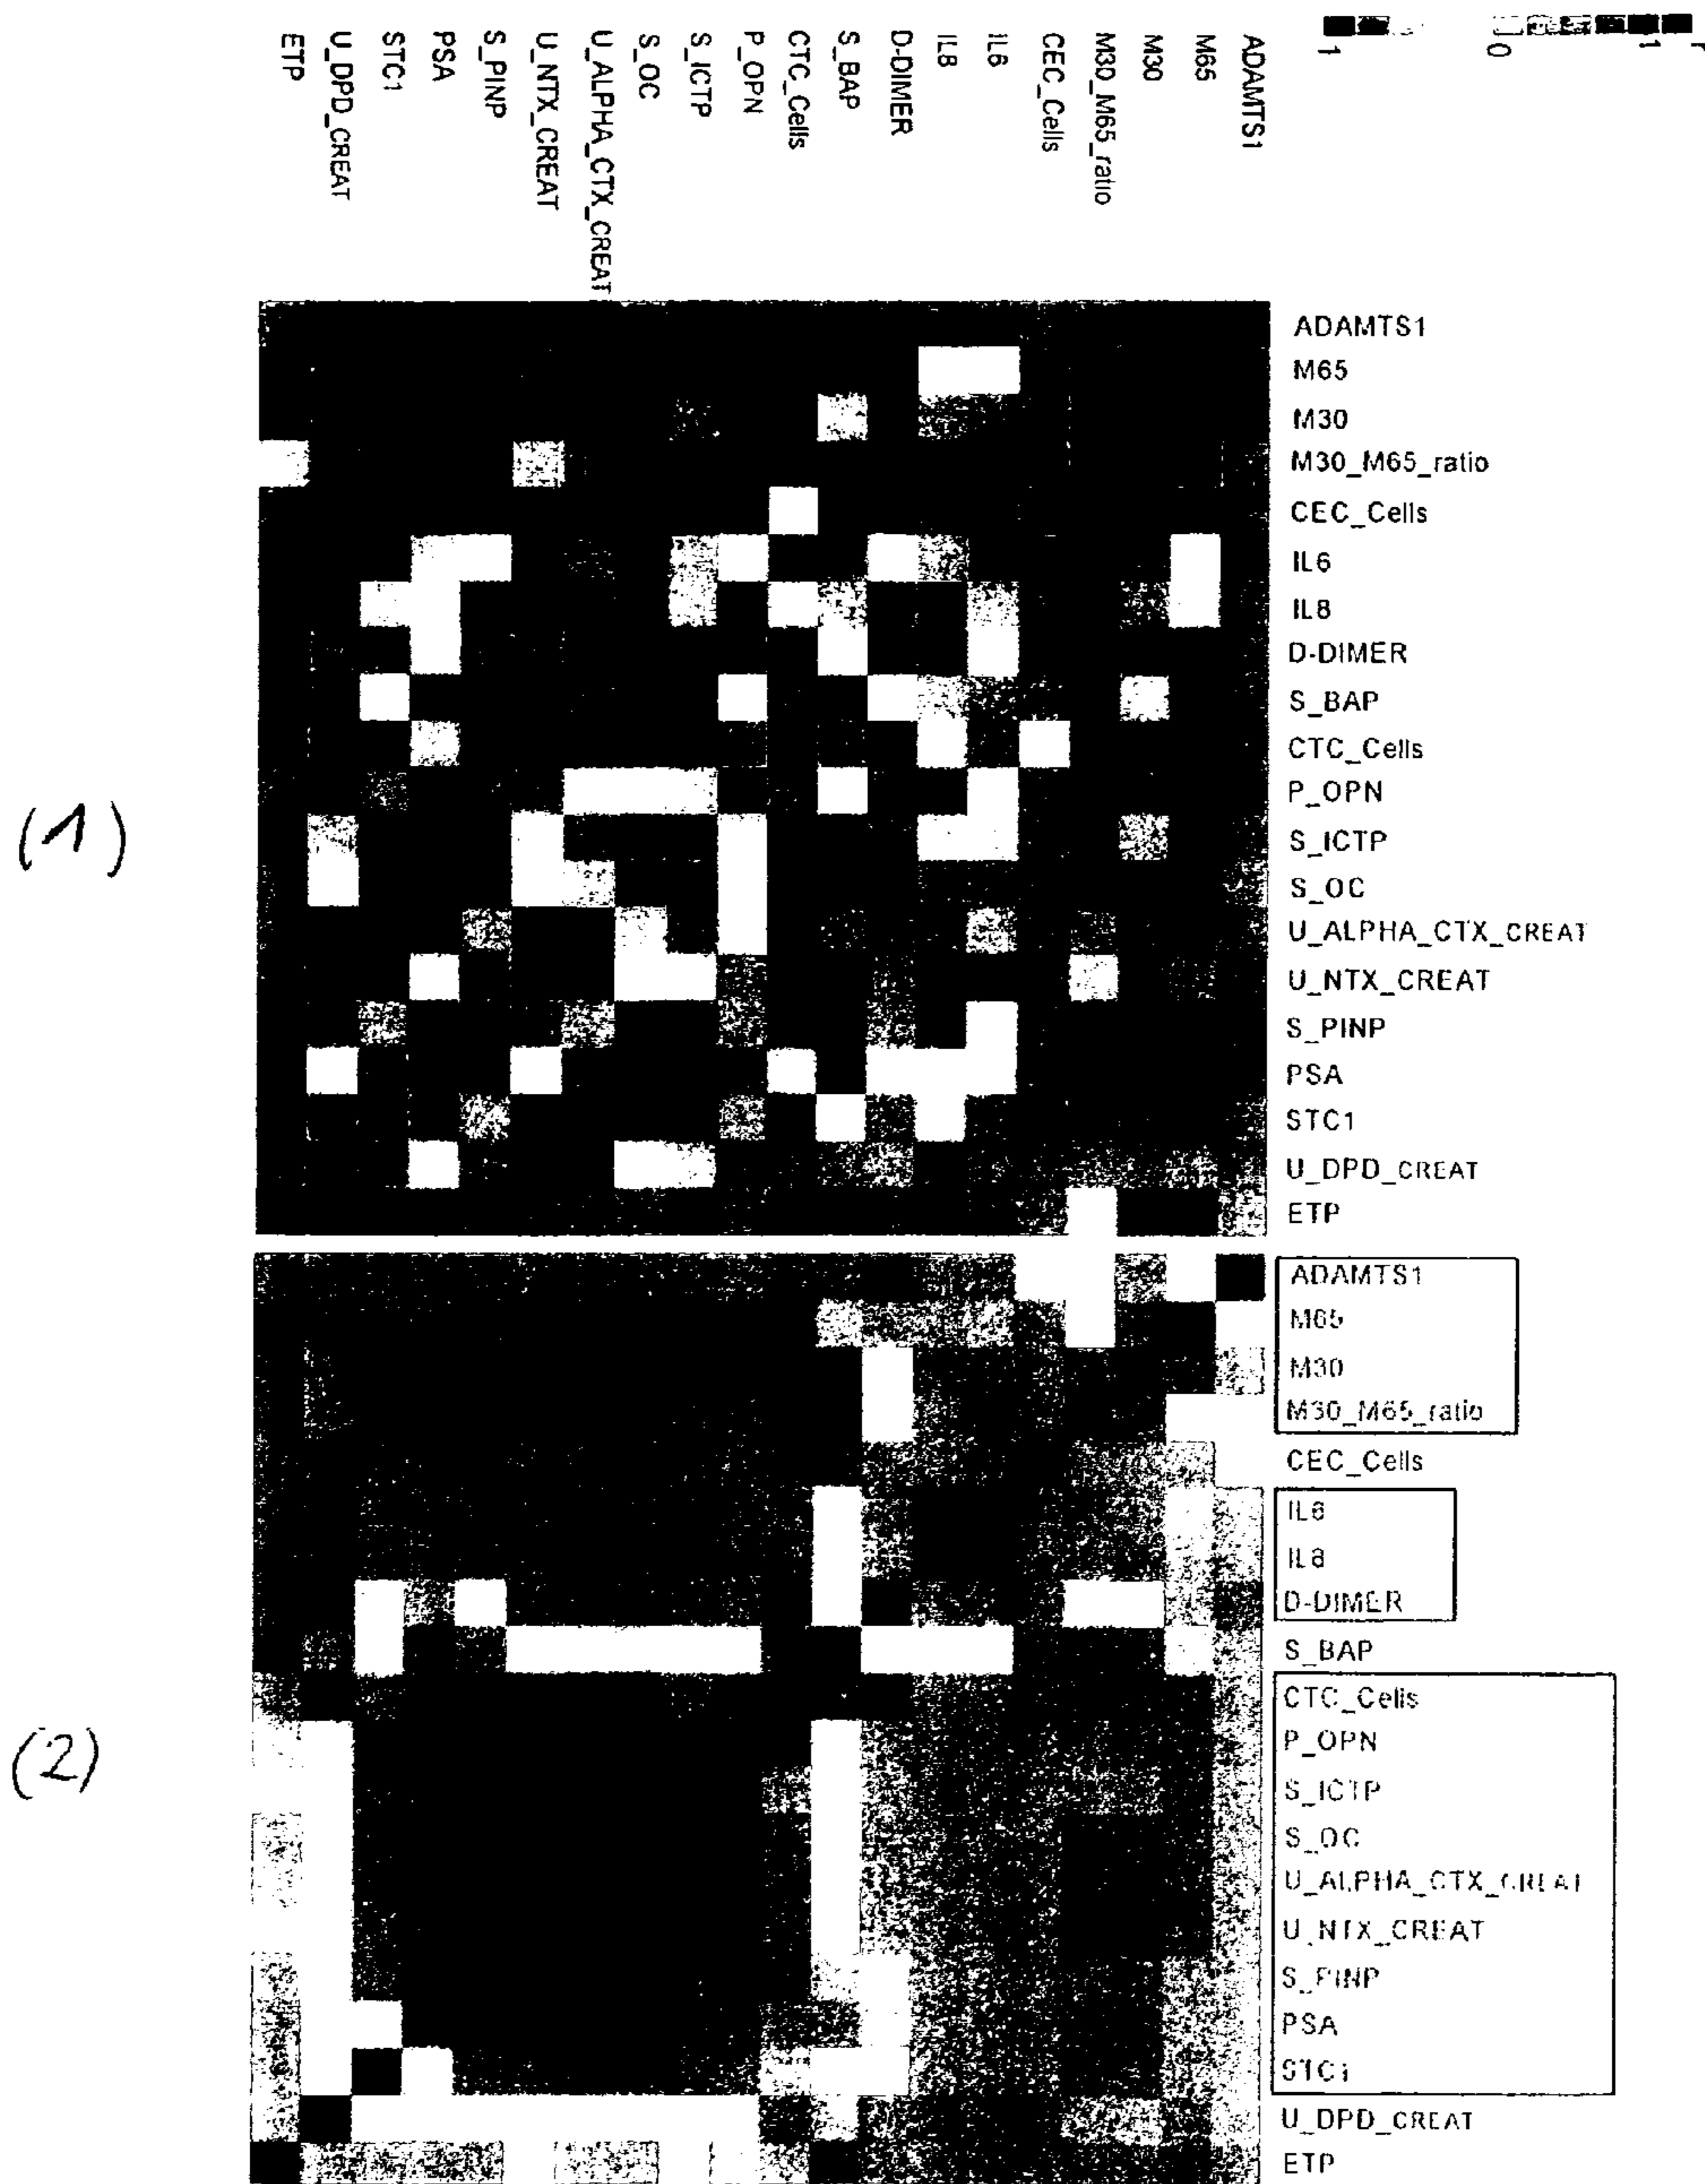 1 0 1 r
ETP
U_DPD_CREAT
STC1
PSA
S_PINP
U_NTX_CREAT
U_ALPHA_CTX_CREAT
S_OC
S_ICTP
P_OPN
CTC_Cells
S_BAP
D-DIMER
IL8
IL6
CEC_Cells
M30_M65_ratio
M30
M65
ADAMTS1
(1)
ADAMTS1
M65
M30
M30_M65_ratio
CEC_Cells
IL6
IL8
D-DIMER
S_BAP
CTC_Cells
P_OPN
S_ICTP
S_OC
U_ALPHA_CTX_CREAT
U_NTX_CREAT
S_PINP
PSA
STC1
U_DPD_CREAT
ETP
(2)
ADAMTS1
M65
M30
M30_M65_ratio
CEC_Cells
IL6
IL8
D-DIMER
S_BAP
CTC_Cells
P_OPN
S_ICTP
S_OC
U_ALPHA_CTX_CREAT
U_NTX_CREAT
S_PINP
PSA
STC1
U_DPD_CREAT
ETP